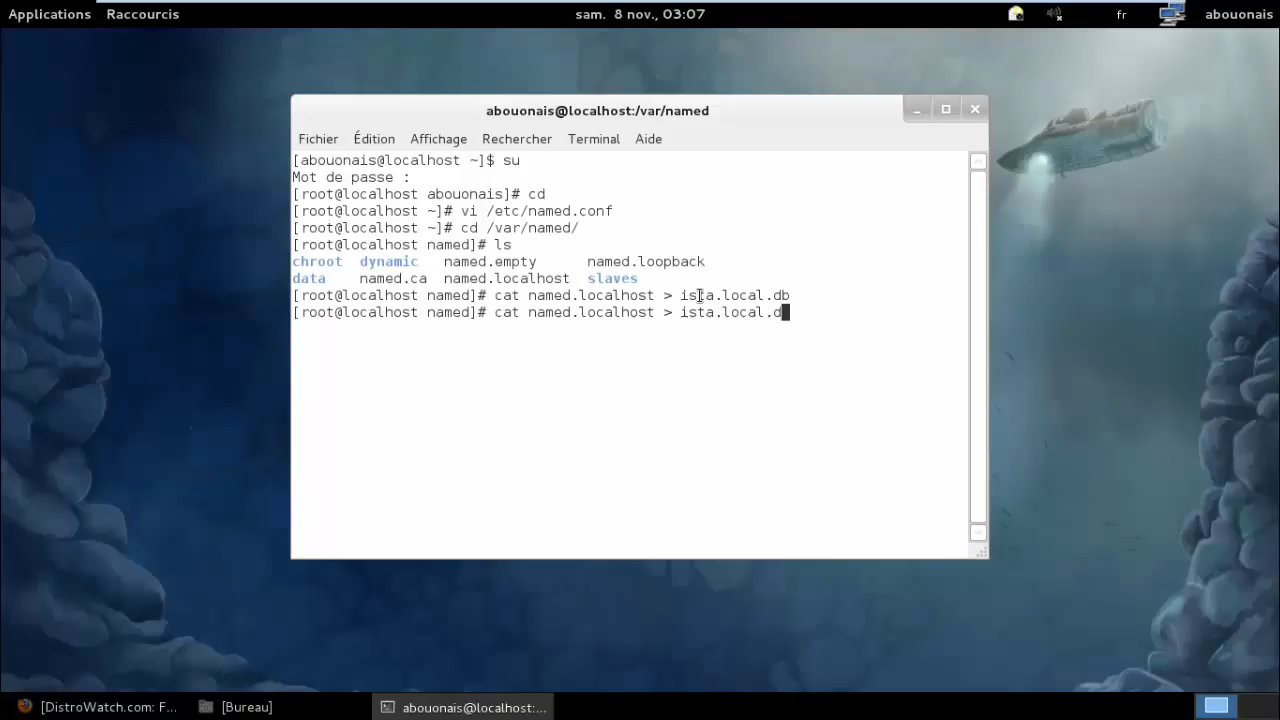 Applications Raccourcis sam. 8 nov., 03:07 fr abouonais
abouonais@localhost:/var/named
Fichier Édition Affichage Rechercher Terminal Aide
[abouonais@localhost ~]$ su
Mot de passe :
[root@localhost abouonais]# cd
[root@localhost ~]# vi /etc/named.conf
[root@localhost ~]# cd /var/named/
[root@localhost named]# ls
chroot dynamic named.empty named.loopback
data named.ca named.localhost slaves
[root@localhost named]# cat named.localhost > ista.local.db
[root@localhost named]# cat named.localhost > ista.local.d
[DistroWatch.com: F... [Bureau] abouonais@localhost:...